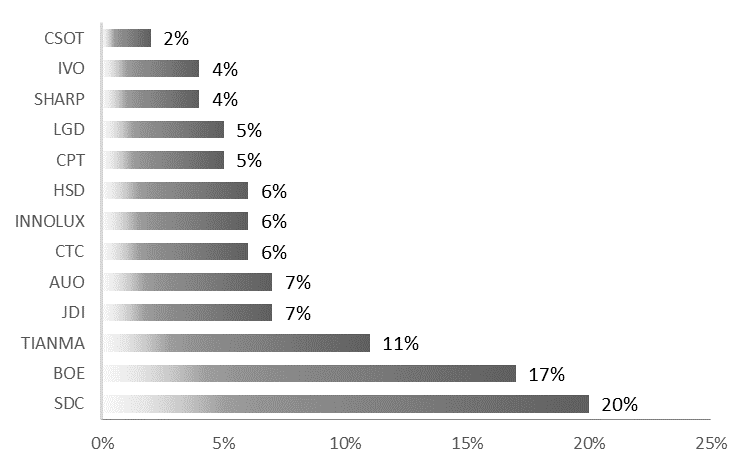 CSOT 2%
IVO 4%
SHARP 4%
LGD 5%
CPT 5%
HSD 6%
INNOLUX 6%
CTC 6%
AUO 7%
JDI 7%
TIANMA 11%
BOE 17%
SDC 20%
0% 5% 10% 15% 20% 25%